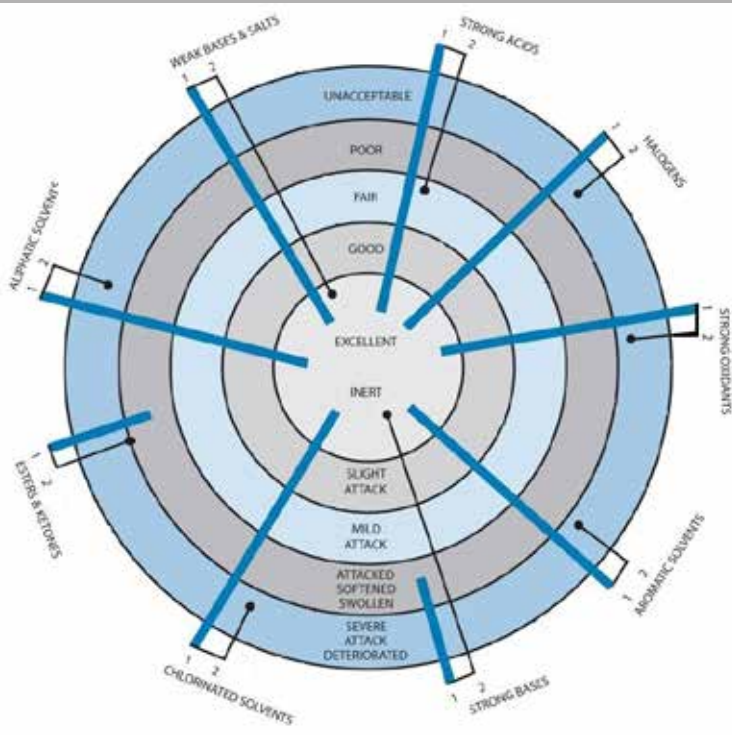 WEAK BASES & SALTS
1 2
STRONG ACIDS
1 2
HALOGENS
1 2
STRONG OXIDANTS
1
2
AROMATIC SOLVENTS
1 2
STRONG BASES
1 2
CHLORINATED SOLVENTS
1 2
ESTERS & KETONES
1 2
ALIPHATIC SOLVENTS
1 2
UNACCEPTABLE
POOR
FAIR
GOOD
EXCELLENT
INERT
SLIGHT
ATTACK
MILD
ATTACK
ATTACKED
SOFTENED
SWOLLEN
SEVERE
ATTACK
DETERIORATED